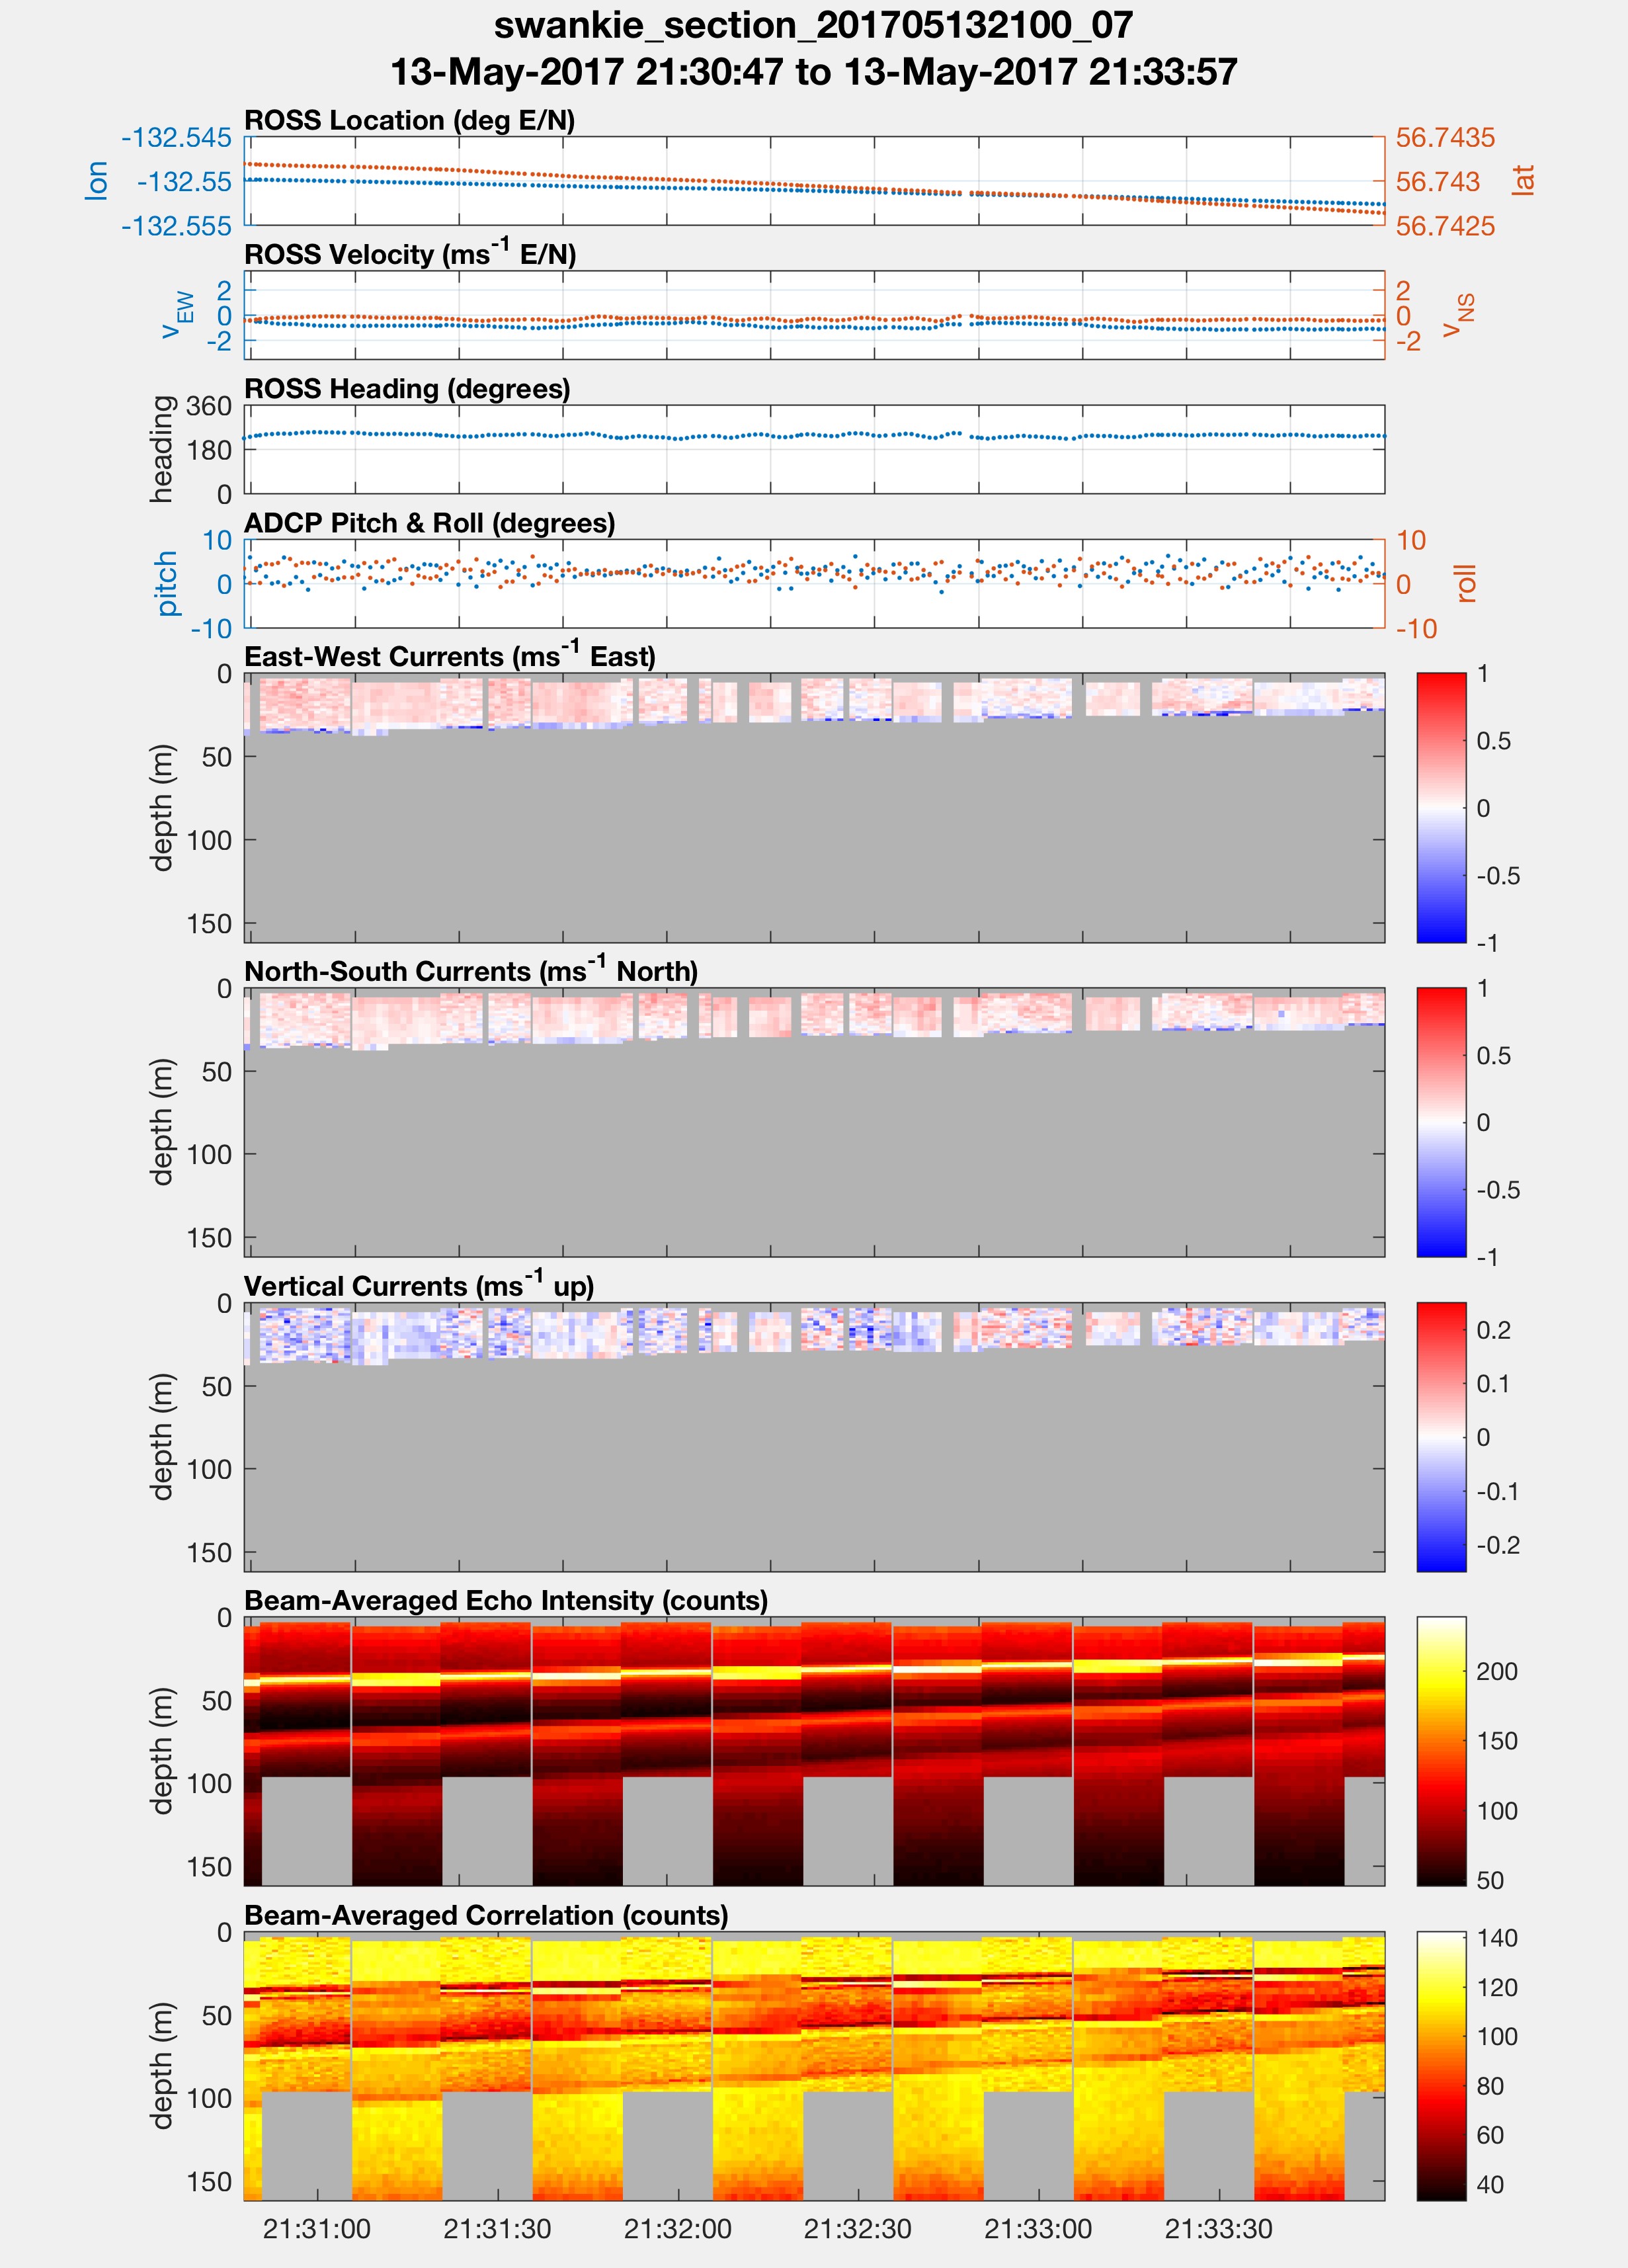 swankie_section_201705132100_07
13-May-2017 21:30:47 to 13-May-2017 21:33:57
ROSS Location (deg E/N)
-132.545
-132.55
-132.555
lon
56.7435
56.743
56.7425
lat
ROSS Velocity (ms-1 E/N)
2
0
-2
vEW
2
0
-2
vNS
ROSS Heading (degrees)
360
180
0
heading
ADCP Pitch & Roll (degrees)
10
0
-10
pitch
10
0
-10
roll
East-West Currents (ms-1 East)
0
50
100
150
depth (m)
1
0.5
0
-0.5
-1
North-South Currents (ms-1 North)
0
50
100
150
depth (m)
1
0.5
0
-0.5
-1
Vertical Currents (ms-1 up)
0
50
100
150
depth (m)
0.2
0.1
0
-0.1
-0.2
Beam-Averaged Echo Intensity (counts)
0
50
100
150
depth (m)
200
150
100
50
Beam-Averaged Correlation (counts)
0
50
100
150
depth (m)
140
120
100
80
60
40
21:31:00 21:31:30 21:32:00 21:32:30 21:33:00 21:33:30